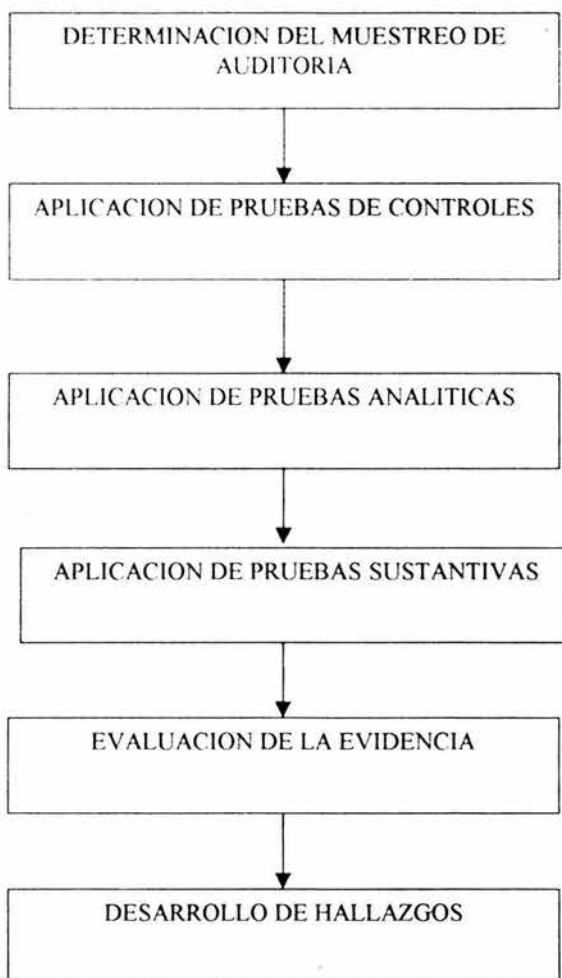 DETERMINACION DEL MUESTREO DE
AUDITORIA
APLICACION DE PRUEBAS DE CONTROLES
APLICACION DE PRUEBAS ANALITICAS
APLICACION DE PRUEBAS SUSTANTIVAS
EVALUACION DE LA EVIDENCIA
DESARROLLO DE HALLAZGOS